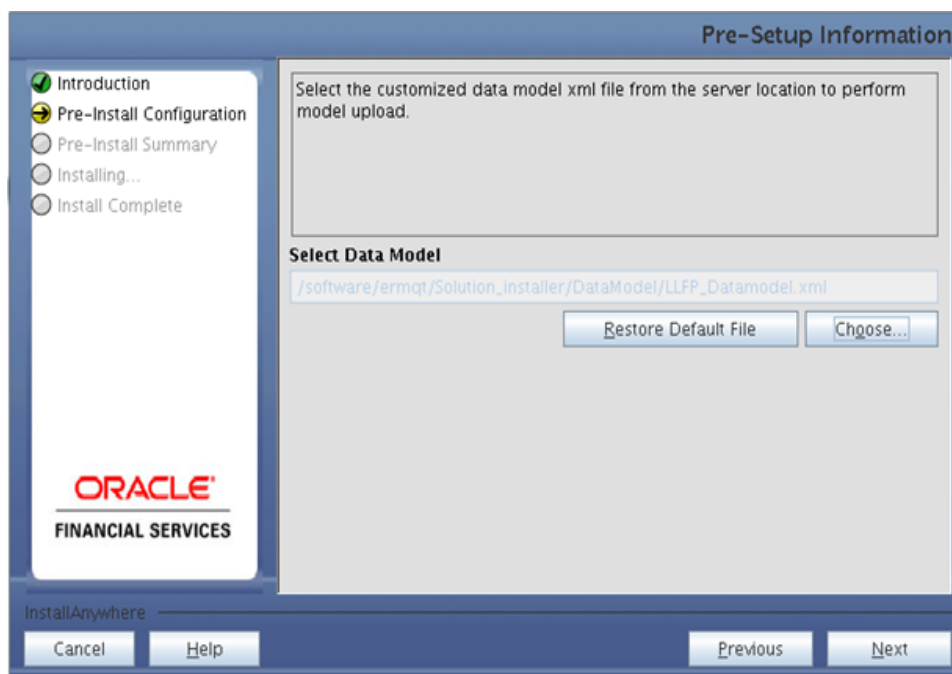 Pre-Setup Information
Introduction
Pre-Install Configuration
Pre-Install Summary
Installing...
Install Complete
ORACLE'
FINANCIAL SERVICES
Select the customized data model xml file from the server location to perform
model upload.
Select Data Model
/software/ermqt/Solution_installer/DataModel/LLFP_Datamodel.xml
Restore Default File
Choose...
InstallAnywhere
Cancel
Help
Previous
Next